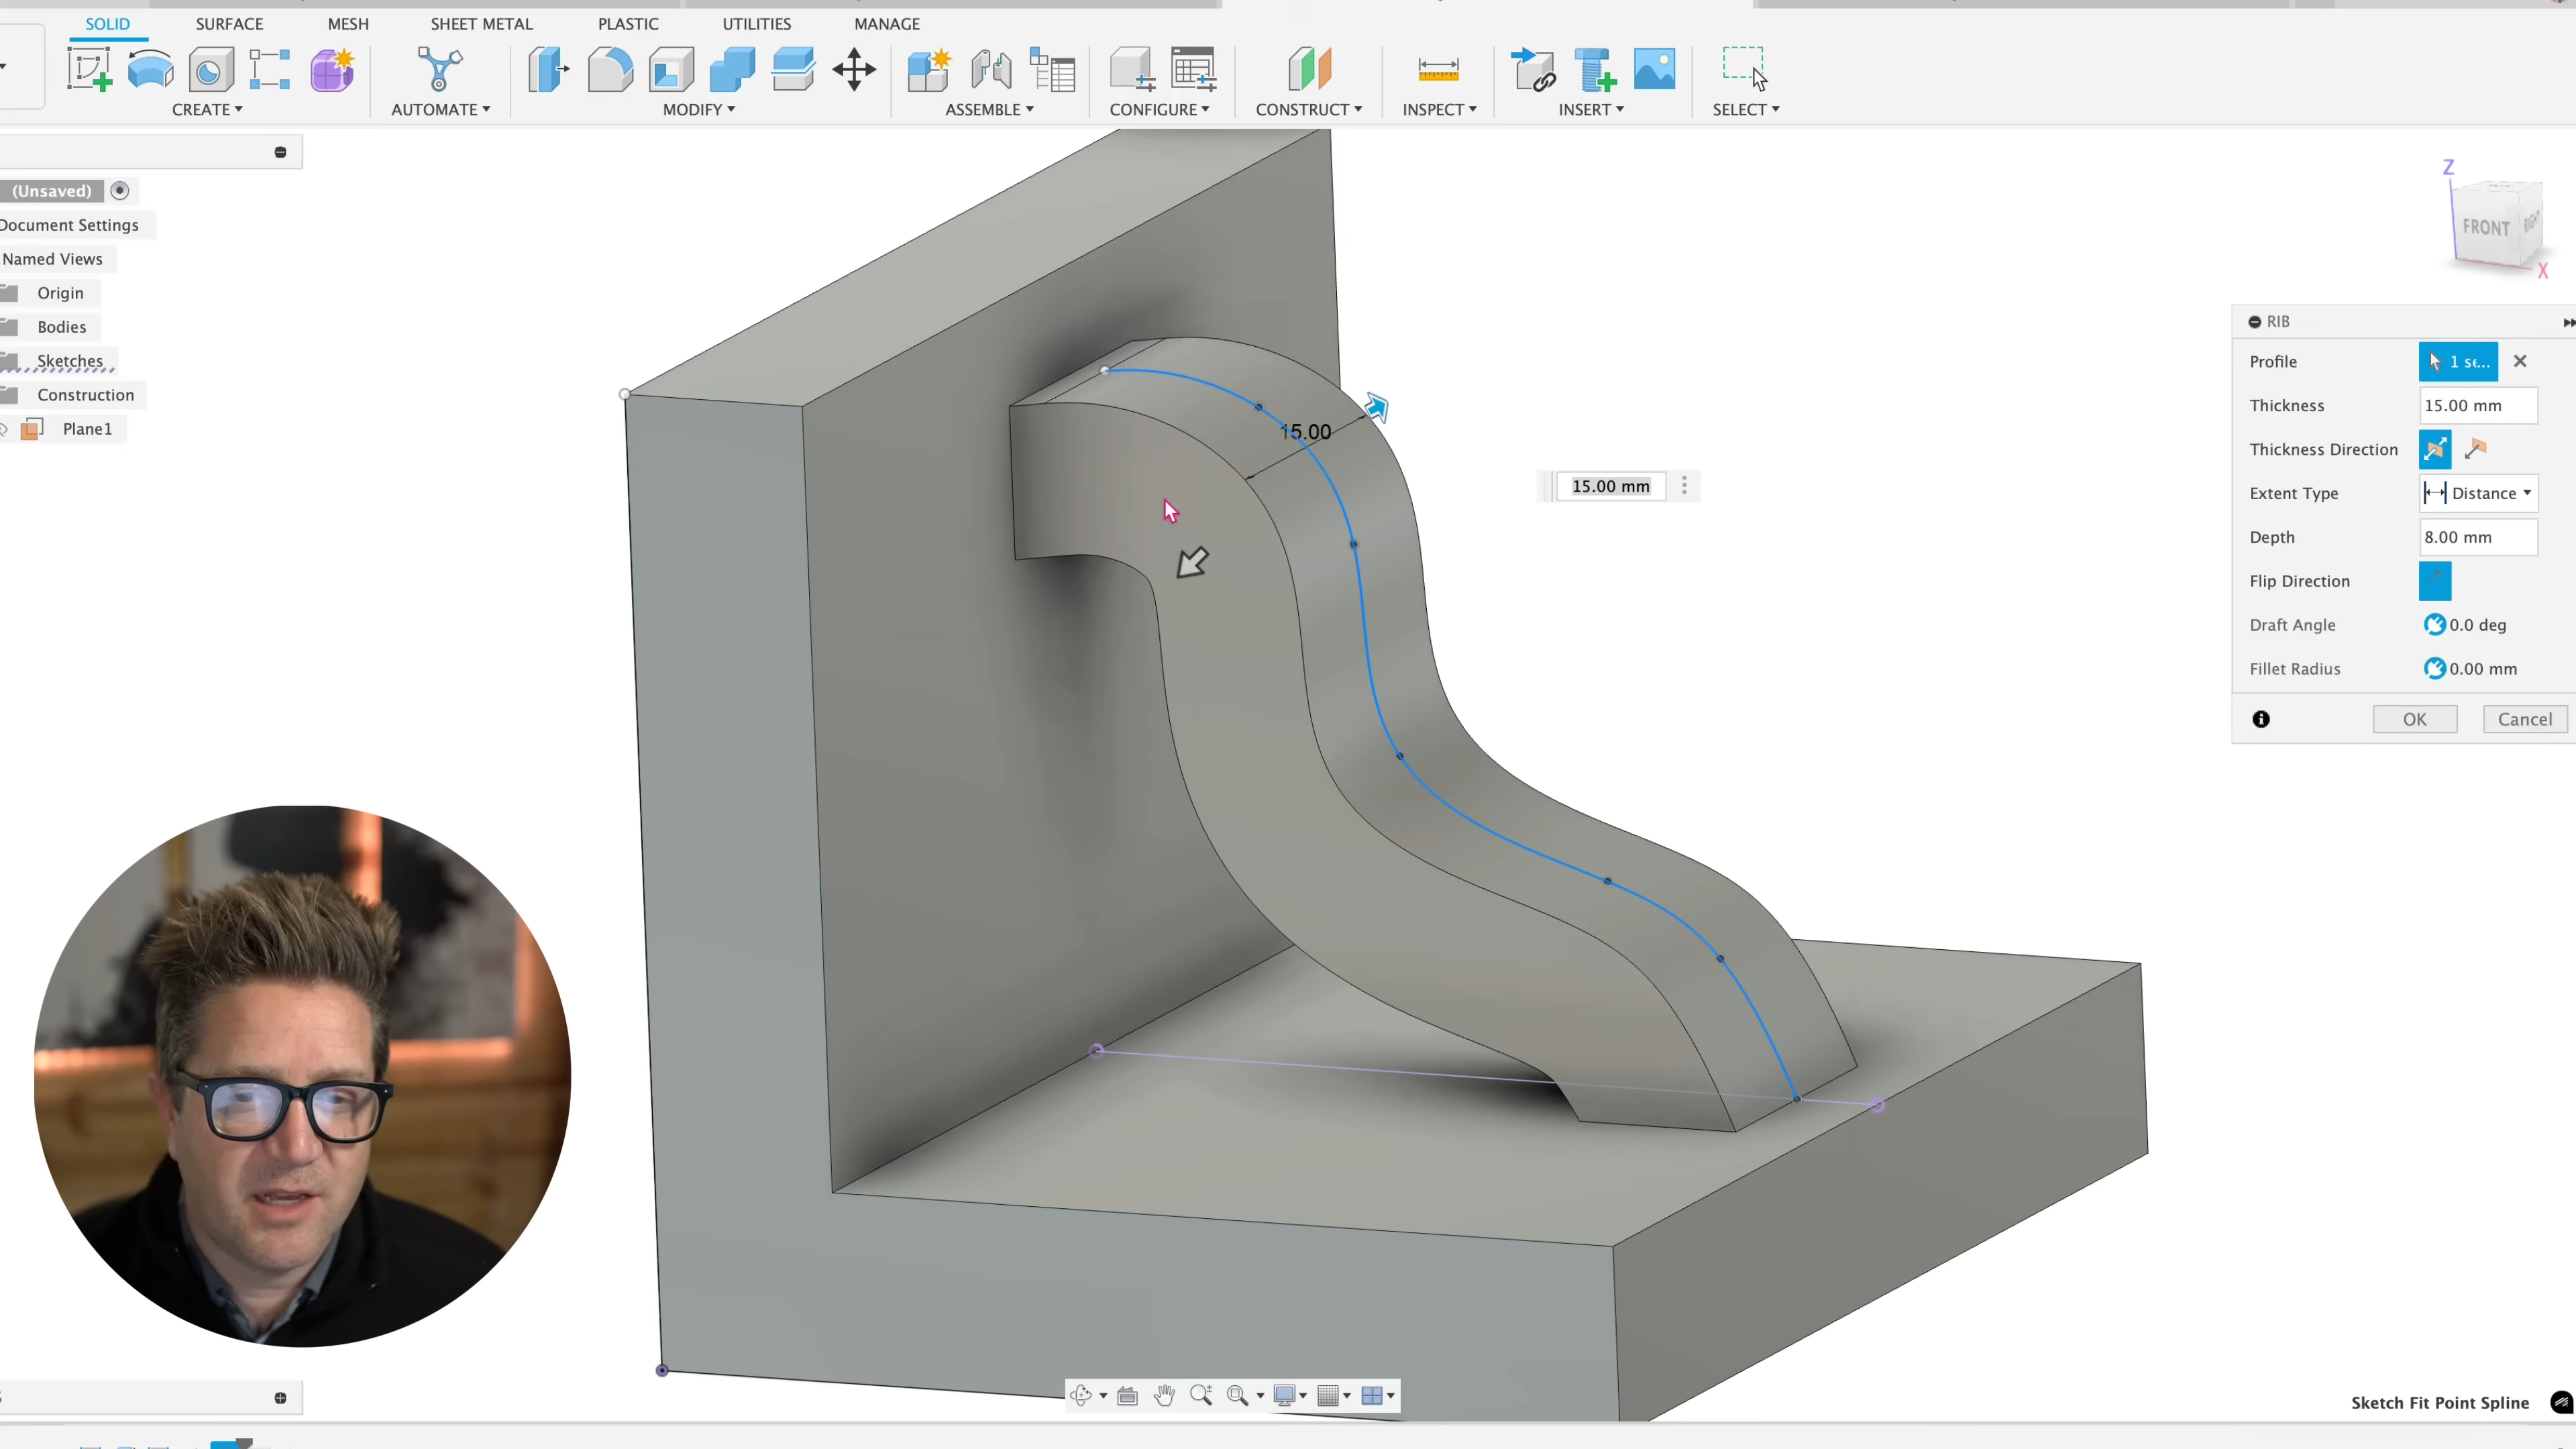 SOLID SURFACE MESH SHEET METAL PLASTIC UTILITIES MANAGE
CREATE AUTOMATE MODIFY ASSEMBLE CONFIGURE CONSTRUCT INSPECT INSERT SELECT
(Unsaved)
Document Settings
Named Views
Origin
Bodies
Sketches
Construction
Plane1
15.00
15.00 mm
Z
FRONT
RIGHT
X
RIB
Profile 1 se...
Thickness 15.00 mm
Thickness Direction
Extent Type Distance
Depth 8.00 mm
Flip Direction
Draft Angle 0.0 deg
Fillet Radius 0.00 mm
OK Cancel
Sketch Fit Point Spline